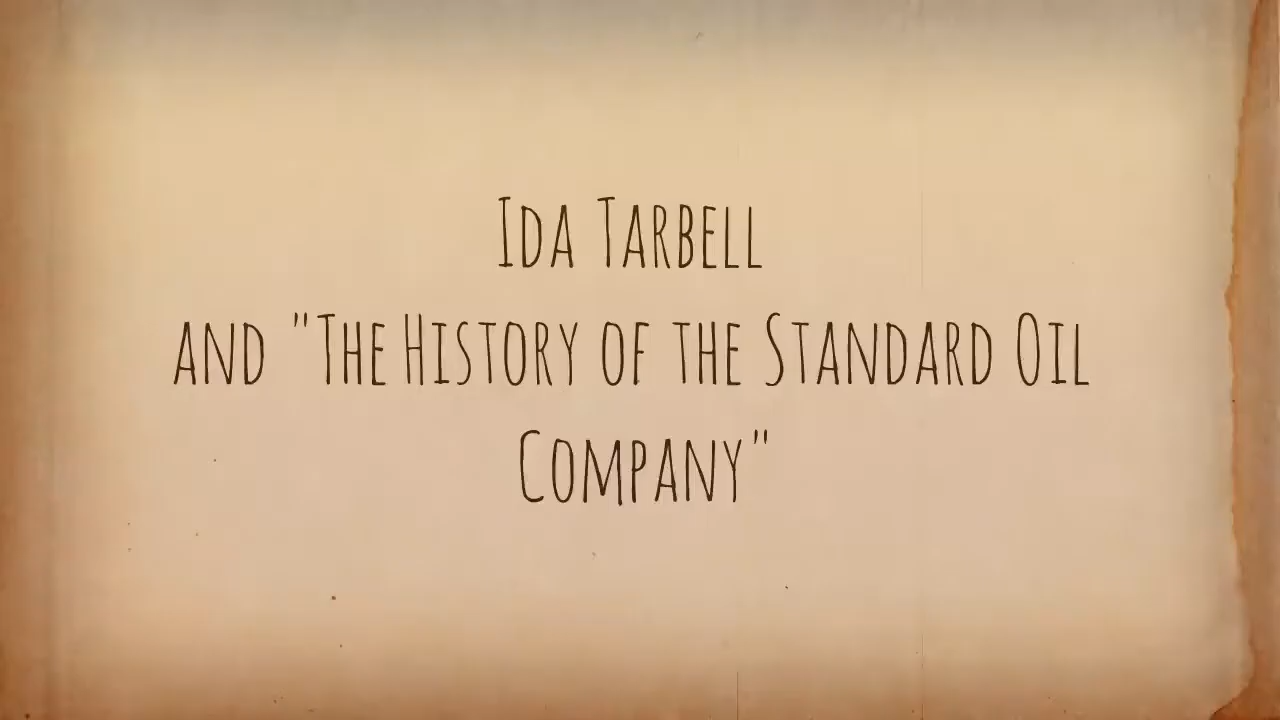 Ida Tarbell
and "The History of the Standard Oil
Company"